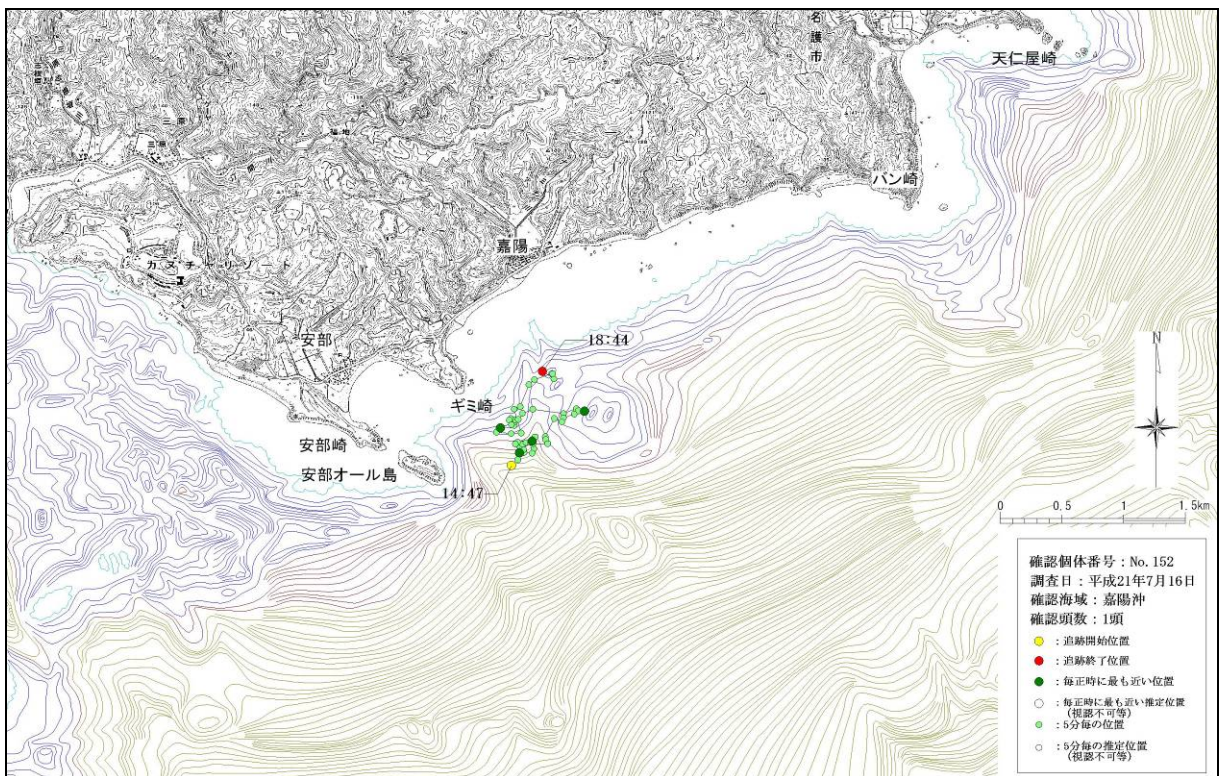 名護市
天仁屋崎
バン崎
嘉陽
カヌチャリゾート
安部
18:44
ギミ崎
安部崎
安部オール島
14:47
N
0 0.5 1 1.5km
確認個体番号：No.152
調査日：平成21年7月16日
確認海域：嘉陽沖
確認頭数：1頭
：追跡開始位置
：追跡終了位置
：毎正時に最も近い位置
：毎正時に最も近い推定位置
(視認不可等)
：5分毎の位置
：5分毎の推定位置
(視認不可等)